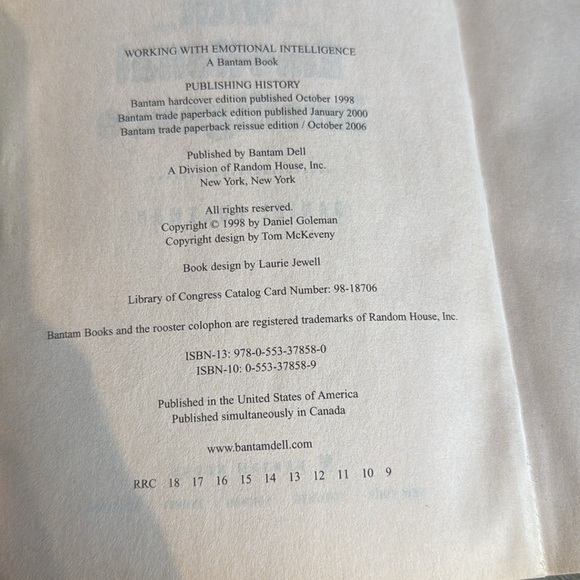 WORKING WITH EMOTIONAL INTELLIGENCE
A Bantam Book
PUBLISHING HISTORY
Bantam hardcover edition published October 1998
Bantam trade paperback edition published January 2000
Bantam trade paperback reissue edition / October 2006
Published by Bantam Dell
A Division of Random House, Inc.
New York, New York
All rights reserved.
Copyright © 1998 by Daniel Goleman
Copyright design by Tom McKeveny
Book design by Laurie Jewell
Library of Congress Catalog Card Number: 98-18706
Bantam Books and the rooster colophon are registered trademarks of Random House, Inc.
ISBN-13: 978-0-553-37858-0
ISBN-10: 0-553-37858-9
Published in the United States of America
Published simultaneously in Canada
www.bantamdell.com
RRC 18 17 16 15 14 13 12 11 10 9